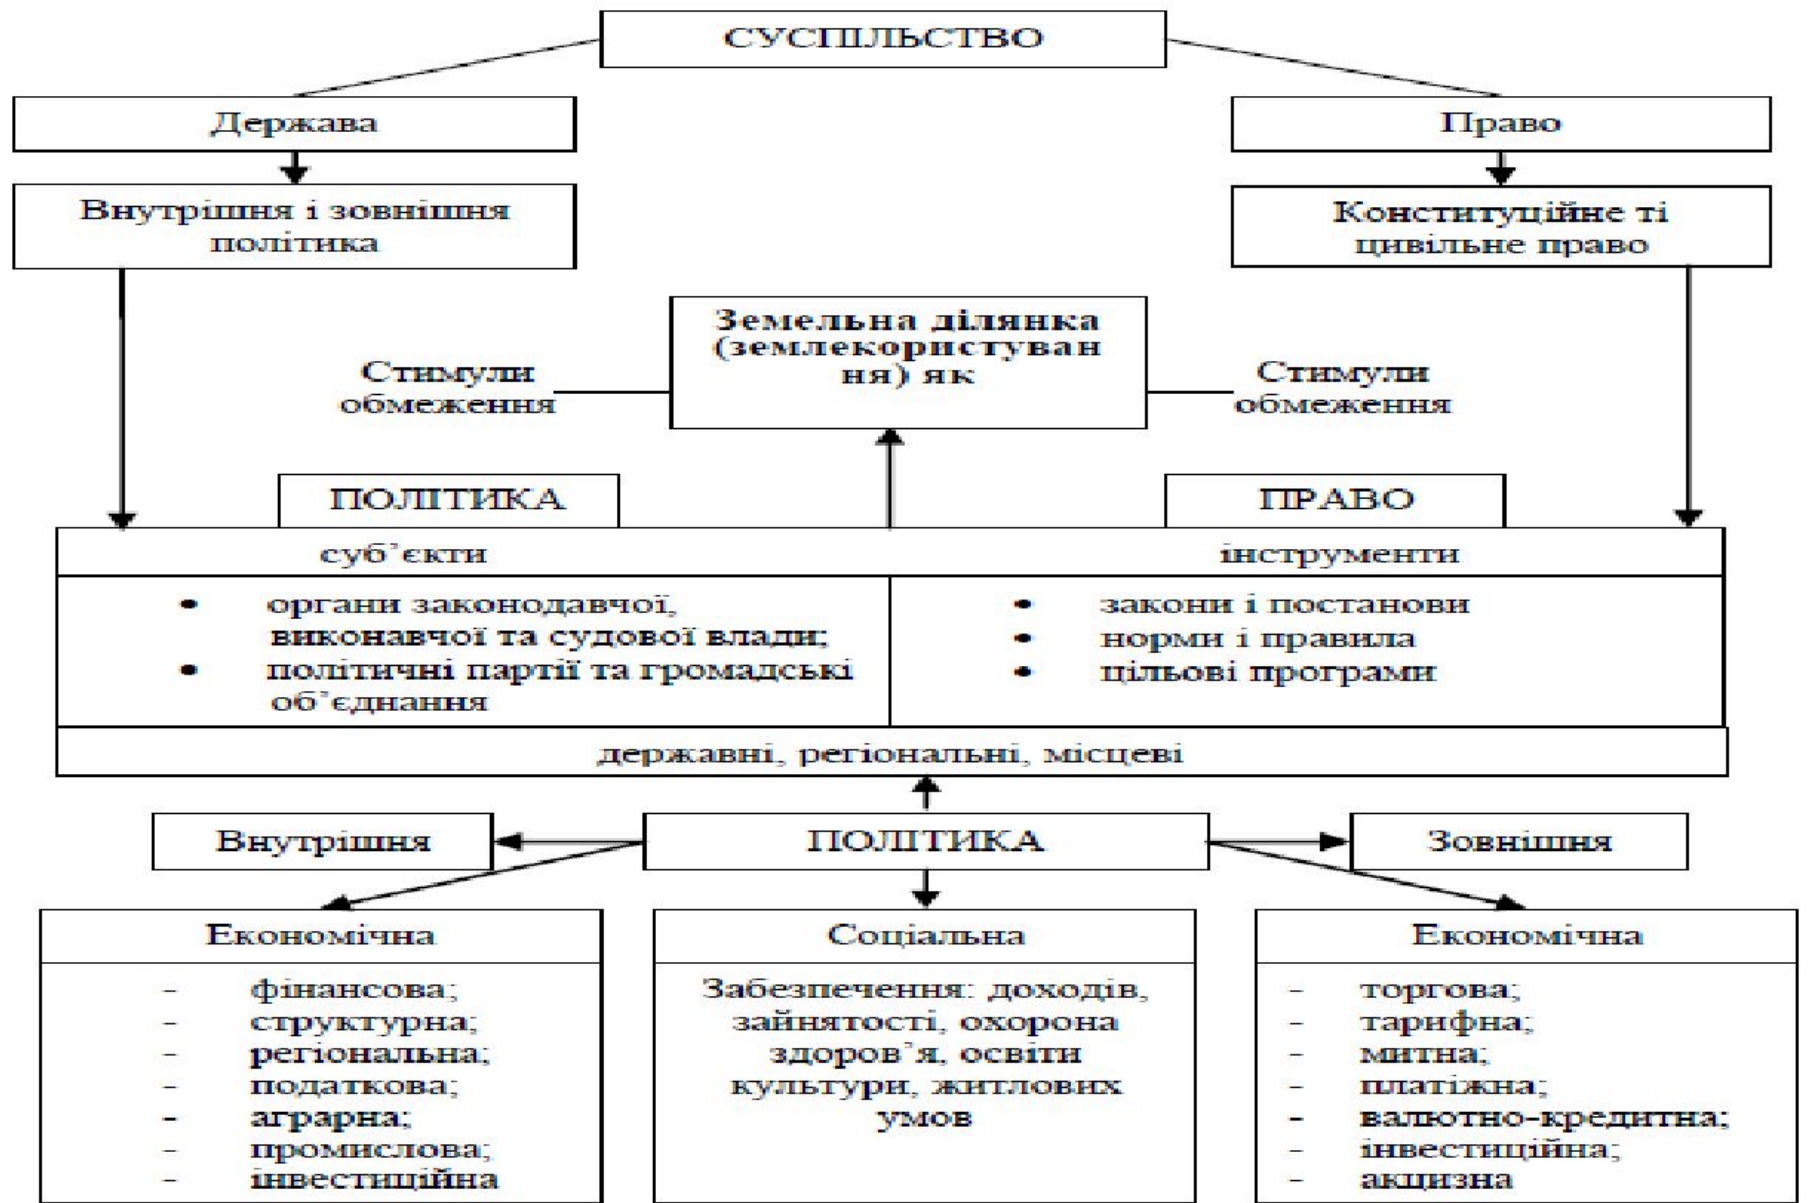 СУСПІЛЬСТВО
Держава
Право
Внутрішня і зовнішня
політика
Конституційне ті
цивільне право
Земельна ділянка
(землекористуван
ня) як
Стимули
обмеження
Стимули
обмеження
ПОЛІТИКА
ПРАВО
суб’єкти
інструменти
• органи законодавчої,
виконавчої та судової влади;
• політичні партії та громадські
об’єднання
• закони і постанови
• норми і правила
• цільові програми
державні, регіональні, місцеві
Внутрішня
ПОЛІТИКА
Зовнішня
Економічна
- фінансова;
- структурна;
- регіональна;
- податкова;
- аграрна;
- промислова;
- інвестиційна
Соціальна
Забезпечення: доходів,
зайнятості, охорона
здоров’я, освіти
культури, житлових
умов
Економічна
- торгова;
- тарифна;
- митна;
- платіжна;
- валютно-кредитна;
- інвестиційна;
- акцизна